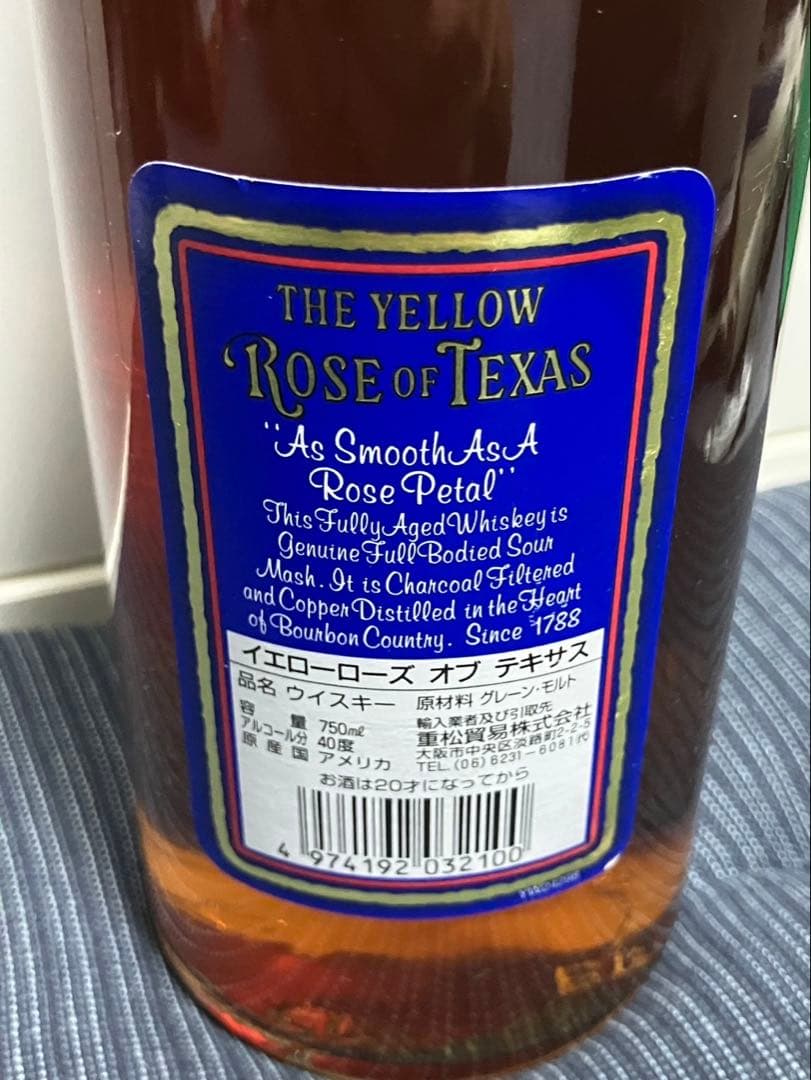 THE YELLOW
ROSE OF TEXAS
"As Smooth As A
Rose Petal"
This Fully Aged Whiskey is
Genuine Full Bodied Sour
Mash. It is Charcoal Filtered
and Copper Distilled in the Heart
of Bourbon Country. Since 1788
イエローローズ オブ テキサス
品名 ウイスキー
容量 750㎖
アルコール分 40度
原産国 アメリカ
原材料 グレーン・モルト
輸入業者及び引取先
重松貿易株式会社
大阪市中央区淡路町2-2-5
TEL.(06)6231-6081代
お酒は20才になってから
4 974192 032100